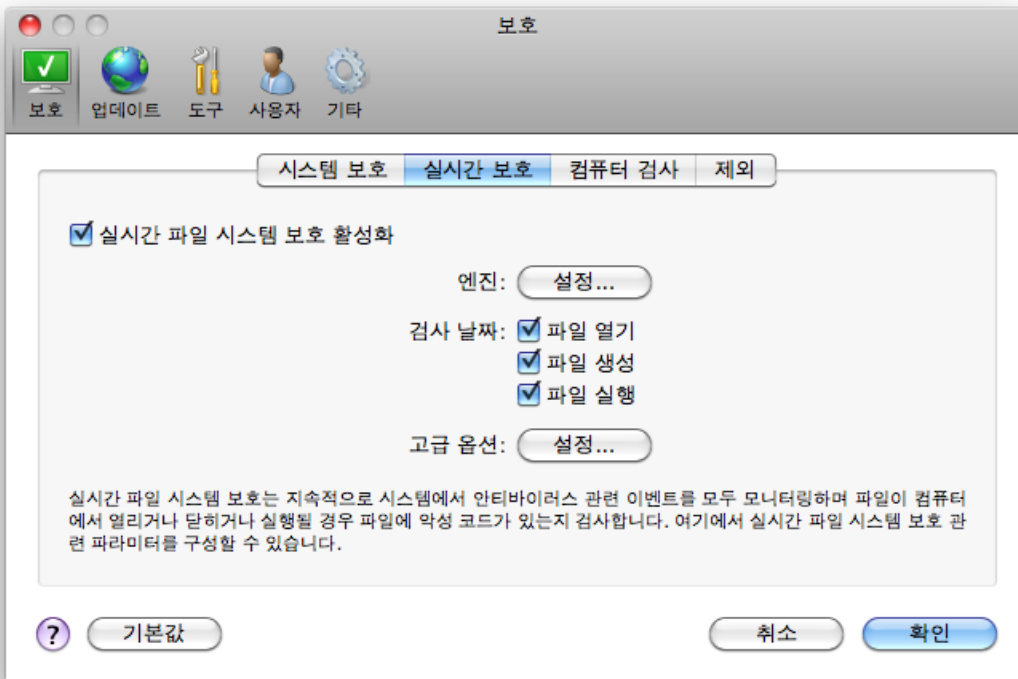 보호
보호 업데이트 도구 사용자 기타
시스템 보호 실시간 보호 컴퓨터 검사 제외
실시간 파일 시스템 보호 활성화
엔진: 설정...
검사 날짜: 파일 열기
파일 생성
파일 실행
고급 옵션: 설정...
실시간 파일 시스템 보호는 지속적으로 시스템에서 안티바이러스 관련 이벤트를 모두 모니터링하며 파일이 컴퓨터
에서 열리거나 닫히거나 실행될 경우 파일에 악성 코드가 있는지 검사합니다. 여기에서 실시간 파일 시스템 보호 관
련 파라미터를 구성할 수 있습니다.
? 기본값 취소 확인